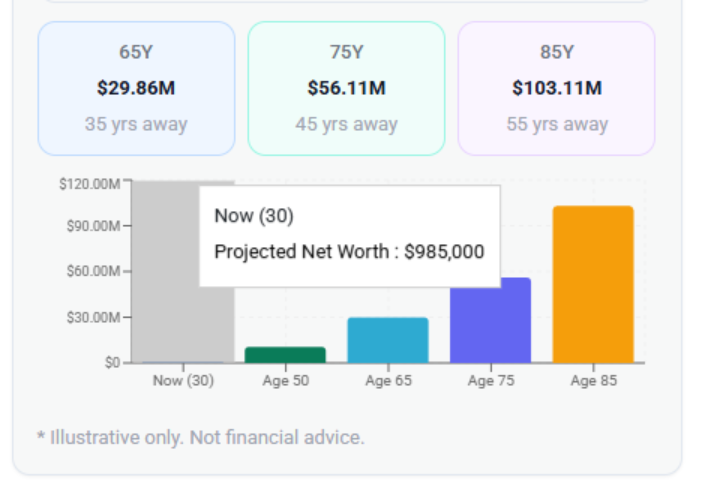 65Y
$29.86M
35 yrs away
75Y
$56.11M
45 yrs away
85Y
$103.11M
55 yrs away
$120.00M
$90.00M
$60.00M
$30.00M
$0
Now (30)
Projected Net Worth : $985,000
Now (30)
Age 50
Age 65
Age 75
Age 85
* Illustrative only. Not financial advice.